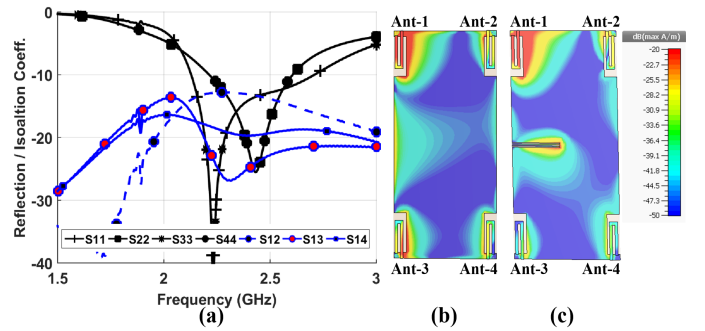 0
-10
-20
-30
-40
1.5
2
2.5
3
Reflection / Isoaltion Coeff.
Frequency (GHz)
S11 S22 S33 S44 S12 S13 S14
(a)
Ant-1 Ant-2
Ant-3 Ant-4
(b)
Ant-1 Ant-2
Ant-3 Ant-4
(c)
dB(max A/m)
-20
-22.7
-25.5
-28.2
-30.9
-33.6
-36.4
-39.1
-41.8
-44.5
-47.3
-50